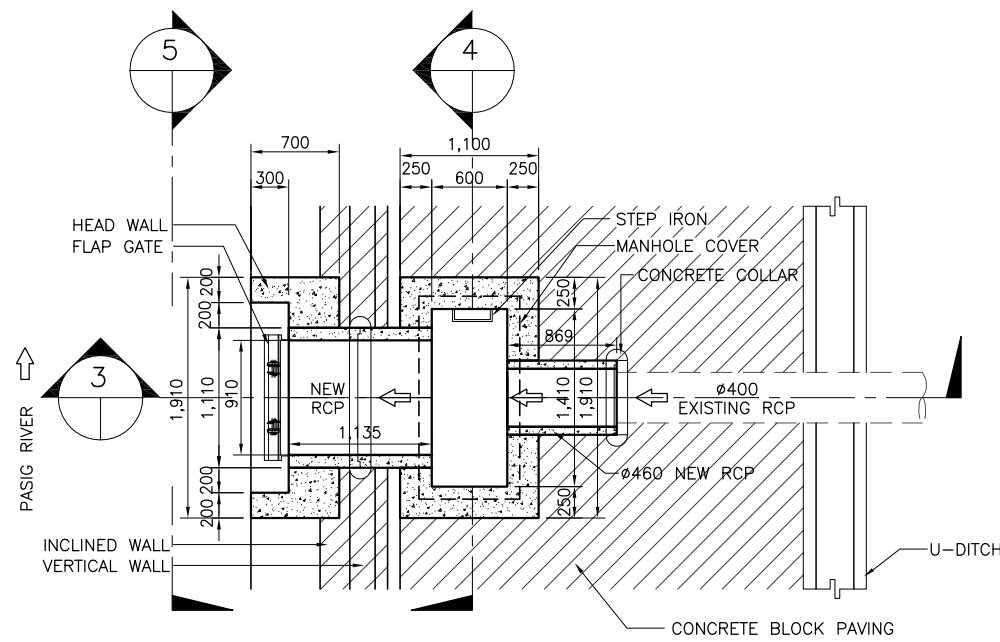 5
4
700
1,100
300
250
600
250
STEP IRON
HEAD WALL
MANHOLE COVER
FLAP GATE
CONCRETE COLLAR
200
200
250
869
3
PASIG RIVER
1,910
1,110
910
NEW
RCP
1,135
1,410
1,910
ø400
EXISTING RCP
ø460 NEW RCP
200
200
250
INCLINED WALL
VERTICAL WALL
U-DITCH
CONCRETE BLOCK PAVING